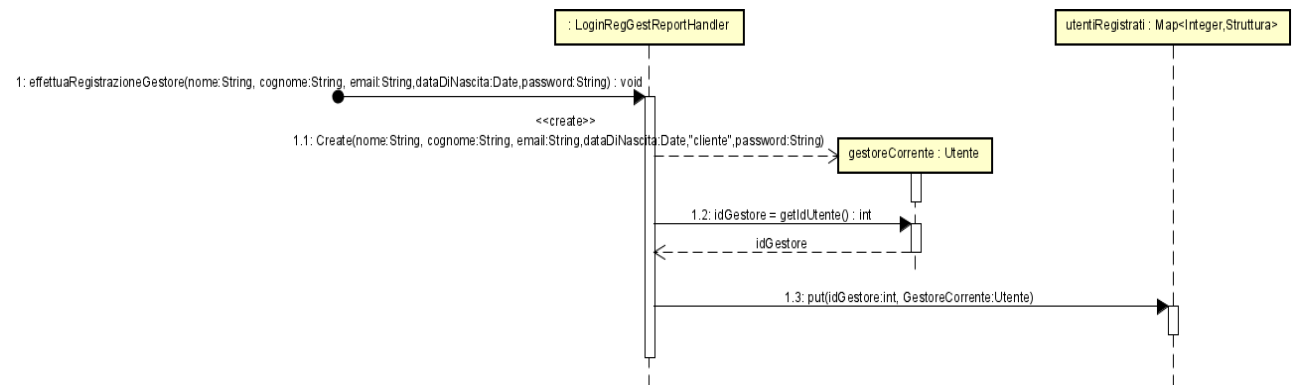 : LoginRegGestReportHandler
utentiRegistrati : Map<Integer,Struttura>
1: effettuaRegistrazioneGestore(nome:String, cognome:String, email:String,dataDiNascita:Date,password:String) : void
<<create>>
1.1: Create(nome:String, cognome:String, email:String,dataDiNascita:Date,"cliente",password:String)
gestoreCorrente : Utente
1.2: idGestore = getIdUtente() : int
idGestore
1.3: put(idGestore:int, GestoreCorrente:Utente)